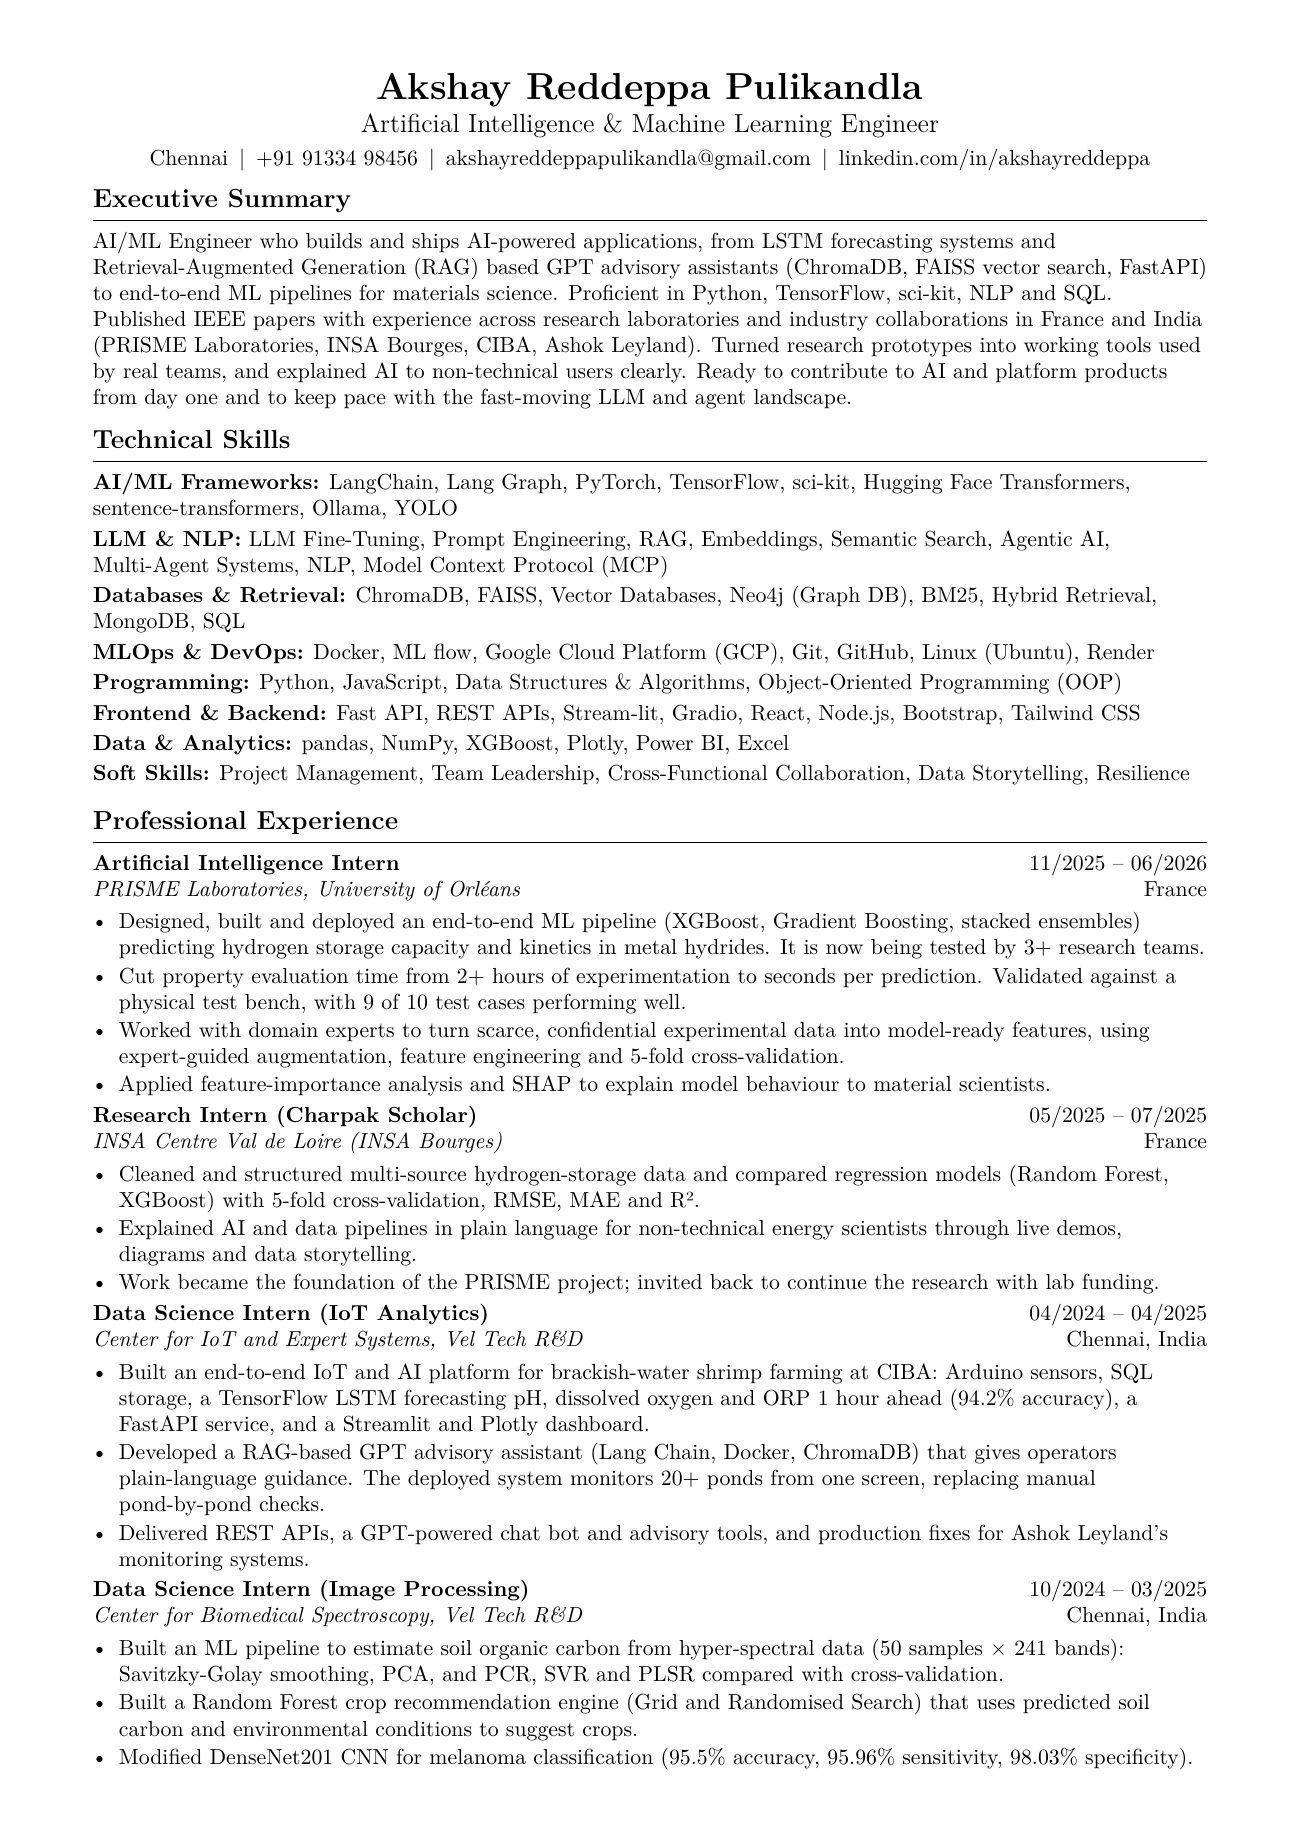 Akshay Reddeppa Pulikandla
Artificial Intelligence & Machine Learning Engineer
Chennai | +91 91334 98456 | akshayreddeppapulikandla@gmail.com | linkedin.com/in/akshayreddeppa
Executive Summary
AI/ML Engineer who builds and ships AI-powered applications, from LSTM forecasting systems and
Retrieval-Augmented Generation (RAG) based GPT advisory assistants (ChromaDB, FAISS vector search, FastAPI)
to end-to-end ML pipelines for materials science. Proficient in Python, TensorFlow, sci-kit, NLP and SQL.
Published IEEE papers with experience across research laboratories and industry collaborations in France and India
(PRISME Laboratories, INSA Bourges, CIBA, Ashok Leyland). Turned research prototypes into working tools used
by real teams, and explained AI to non-technical users clearly. Ready to contribute to AI and platform products
from day one and to keep pace with the fast-moving LLM and agent landscape.
Technical Skills
AI/ML Frameworks: LangChain, Lang Graph, PyTorch, TensorFlow, sci-kit, Hugging Face Transformers,
sentence-transformers, Ollama, YOLO
LLM & NLP: LLM Fine-Tuning, Prompt Engineering, RAG, Embeddings, Semantic Search, Agentic AI,
Multi-Agent Systems, NLP, Model Context Protocol (MCP)
Databases & Retrieval: ChromaDB, FAISS, Vector Databases, Neo4j (Graph DB), BM25, Hybrid Retrieval,
MongoDB, SQL
MLOps & DevOps: Docker, ML flow, Google Cloud Platform (GCP), Git, GitHub, Linux (Ubuntu), Render
Programming: Python, JavaScript, Data Structures & Algorithms, Object-Oriented Programming (OOP)
Frontend & Backend: Fast API, REST APIs, Stream-lit, Gradio, React, Node.js, Bootstrap, Tailwind CSS
Data & Analytics: pandas, NumPy, XGBoost, Plotly, Power BI, Excel
Soft Skills: Project Management, Team Leadership, Cross-Functional Collaboration, Data Storytelling, Resilience
Professional Experience
Artificial Intelligence Intern 11/2025 – 06/2026
PRISME Laboratories, University of Orléans France
• Designed, built and deployed an end-to-end ML pipeline (XGBoost, Gradient Boosting, stacked ensembles)
predicting hydrogen storage capacity and kinetics in metal hydrides. It is now being tested by 3+ research teams.
• Cut property evaluation time from 2+ hours of experimentation to seconds per prediction. Validated against a
physical test bench, with 9 of 10 test cases performing well.
• Worked with domain experts to turn scarce, confidential experimental data into model-ready features, using
expert-guided augmentation, feature engineering and 5-fold cross-validation.
• Applied feature-importance analysis and SHAP to explain model behaviour to material scientists.
Research Intern (Charpak Scholar) 05/2025 – 07/2025
INSA Centre Val de Loire (INSA Bourges) France
• Cleaned and structured multi-source hydrogen-storage data and compared regression models (Random Forest,
XGBoost) with 5-fold cross-validation, RMSE, MAE and R².
• Explained AI and data pipelines in plain language for non-technical energy scientists through live demos,
diagrams and data storytelling.
• Work became the foundation of the PRISME project; invited back to continue the research with lab funding.
Data Science Intern (IoT Analytics) 04/2024 – 04/2025
Center for IoT and Expert Systems, Vel Tech R&D Chennai, India
• Built an end-to-end IoT and AI platform for brackish-water shrimp farming at CIBA: Arduino sensors, SQL
storage, a TensorFlow LSTM forecasting pH, dissolved oxygen and ORP 1 hour ahead (94.2% accuracy), a
FastAPI service, and a Streamlit and Plotly dashboard.
• Developed a RAG-based GPT advisory assistant (Lang Chain, Docker, ChromaDB) that gives operators
plain-language guidance. The deployed system monitors 20+ ponds from one screen, replacing manual
pond-by-pond checks.
• Delivered REST APIs, a GPT-powered chat bot and advisory tools, and production fixes for Ashok Leyland's
monitoring systems.
Data Science Intern (Image Processing) 10/2024 – 03/2025
Center for Biomedical Spectroscopy, Vel Tech R&D Chennai, India
• Built an ML pipeline to estimate soil organic carbon from hyper-spectral data (50 samples × 241 bands):
Savitzky-Golay smoothing, PCA, and PCR, SVR and PLSR compared with cross-validation.
• Built a Random Forest crop recommendation engine (Grid and Randomised Search) that uses predicted soil
carbon and environmental conditions to suggest crops.
• Modified DenseNet201 CNN for melanoma classification (95.5% accuracy, 95.96% sensitivity, 98.03% specificity).